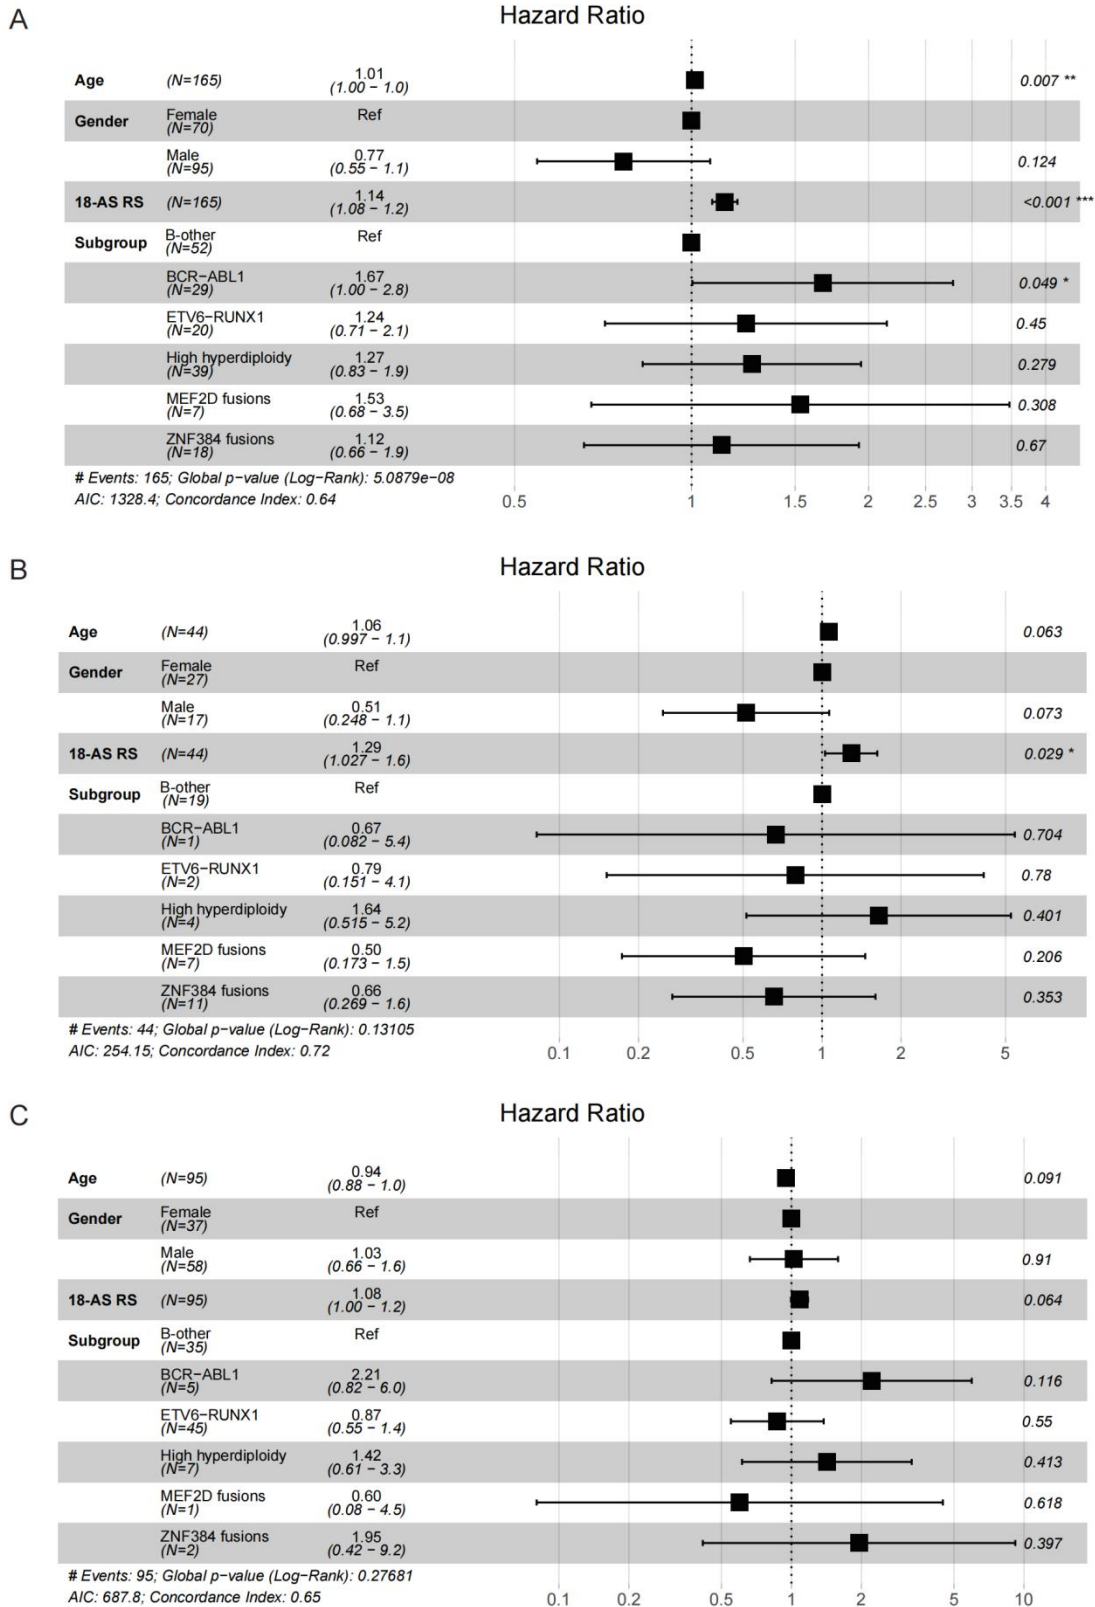 A
Hazard Ratio
Age (N=165) 1.01 (1.00 − 1.0) 0.007 **
Gender Female (N=70) Ref
Male (N=95) 0.77 (0.55 − 1.1) 0.124
18-AS RS (N=165) 1.14 (1.08 − 1.2) <0.001 ***
Subgroup B−other (N=52) Ref
BCR−ABL1 (N=29) 1.67 (1.00 − 2.8) 0.049 *
ETV6−RUNX1 (N=20) 1.24 (0.71 − 2.1) 0.45
High hyperdiploidy (N=39) 1.27 (0.83 − 1.9) 0.279
MEF2D fusions (N=7) 1.53 (0.68 − 3.5) 0.308
ZNF384 fusions (N=18) 1.12 (0.66 − 1.9) 0.67
# Events: 165; Global p−value (Log−Rank): 5.0879e−08
AIC: 1328.4; Concordance Index: 0.64
0.5 1 1.5 2 2.5 3 3.5 4
B
Hazard Ratio
Age (N=44) 1.06 (0.997 − 1.1) 0.063
Gender Female (N=27) Ref
Male (N=17) 0.51 (0.248 − 1.1) 0.073
18-AS RS (N=44) 1.29 (1.027 − 1.6) 0.029 *
Subgroup B−other (N=19) Ref
BCR−ABL1 (N=1) 0.67 (0.082 − 5.4) 0.704
ETV6−RUNX1 (N=2) 0.79 (0.151 − 4.1) 0.78
High hyperdiploidy (N=4) 1.64 (0.515 − 5.2) 0.401
MEF2D fusions (N=7) 0.50 (0.173 − 1.5) 0.206
ZNF384 fusions (N=11) 0.66 (0.269 − 1.6) 0.353
# Events: 44; Global p−value (Log−Rank): 0.13105
AIC: 254.15; Concordance Index: 0.72
0.1 0.2 0.5 1 2 5
C
Hazard Ratio
Age (N=95) 0.94 (0.88 − 1.0) 0.091
Gender Female (N=37) Ref
Male (N=58) 1.03 (0.66 − 1.6) 0.91
18-AS RS (N=95) 1.08 (1.00 − 1.2) 0.064
Subgroup B−other (N=35) Ref
BCR−ABL1 (N=5) 2.21 (0.82 − 6.0) 0.116
ETV6−RUNX1 (N=45) 0.87 (0.55 − 1.4) 0.55
High hyperdiploidy (N=7) 1.42 (0.61 − 3.3) 0.413
MEF2D fusions (N=1) 0.60 (0.08 − 4.5) 0.618
ZNF384 fusions (N=2) 1.95 (0.42 − 9.2) 0.397
# Events: 95; Global p−value (Log−Rank): 0.27681
AIC: 687.8; Concordance Index: 0.65
0.1 0.2 0.5 1 2 5 10